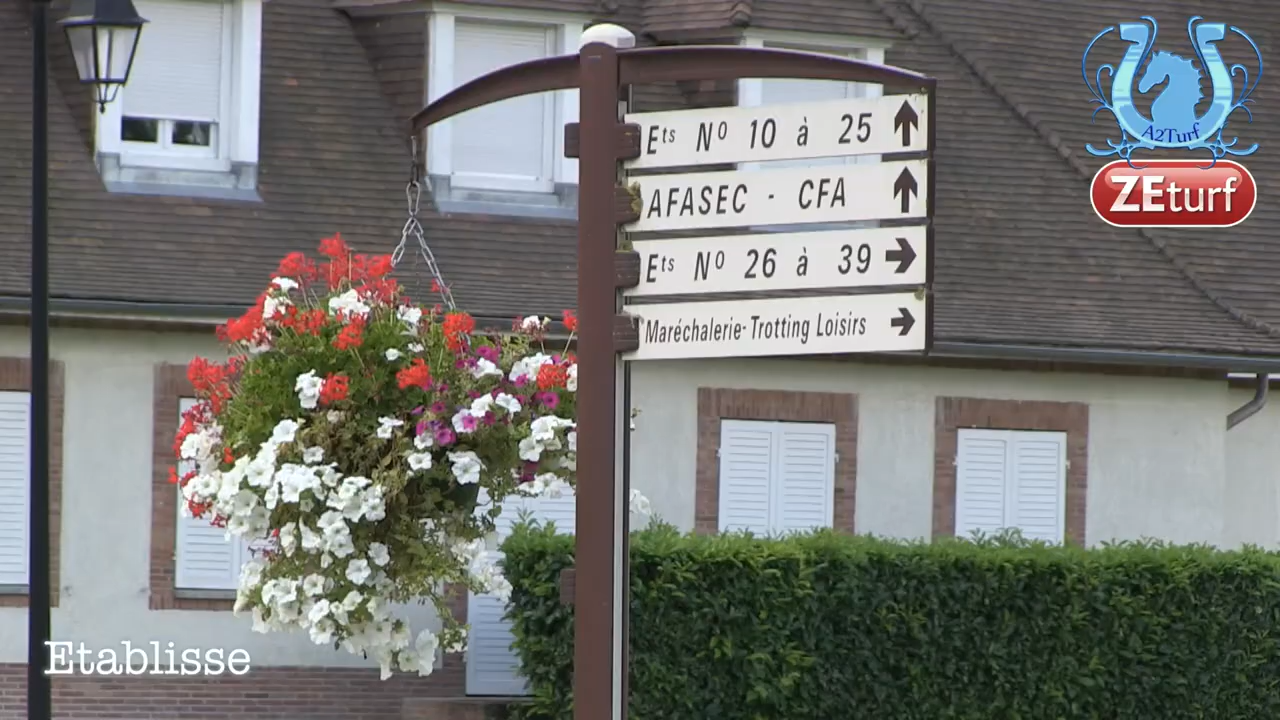 Ets No 10 à 25
AFASEC - CFA
Ets No 26 à 39
Maréchalerie-Trotting Loisirs
A2Turf
ZEturf
Etablisse